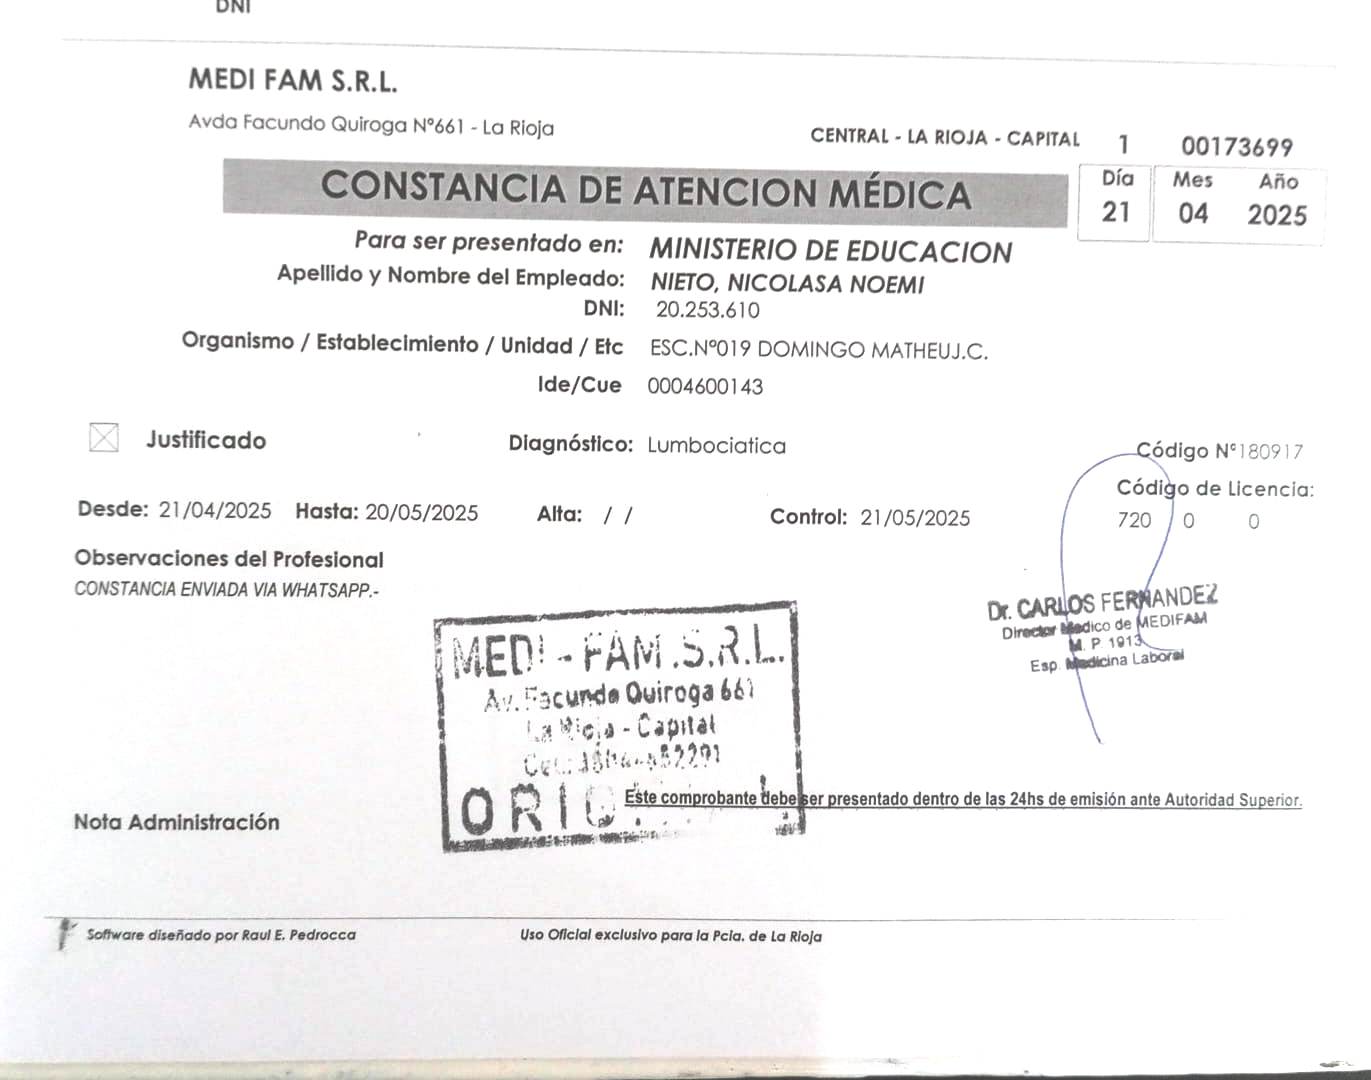 DNI
MEDI FAM S.R.L.
Avda Facundo Quiroga Nº661 - La Rioja
CENTRAL - LA RIOJA - CAPITAL 1 00173699
CONSTANCIA DE ATENCION MÉDICA
Día Mes Año
21 04 2025
Para ser presentado en: MINISTERIO DE EDUCACION
Apellido y Nombre del Empleado: NIETO, NICOLASA NOEMI
DNI: 20.253.610
Organismo / Establecimiento / Unidad / Etc ESC.Nº019 DOMINGO MATHEUJ.C.
Ide/Cue 0004600143
Justificado Diagnóstico: Lumbociatica Código Nº180917
Código de Licencia:
Desde: 21/04/2025 Hasta: 20/05/2025 Alta: / / Control: 21/05/2025 720 0 0
Observaciones del Profesional
CONSTANCIA ENVIADA VIA WHATSAPP.-
Dr. CARLOS FERNANDEZ
Director Medico de MEDIFAM
M. P. 1913
Esp. Medicina Laboral
MEDI - FAM .S.R.L.
Av. Facundo Quiroga 661
La Rioja - Capital
Este comprobante debe ser presentado dentro de las 24hs de emisión ante Autoridad Superior.
Nota Administración
Software diseñado por Raul E. Pedrocca Uso Oficial exclusivo para la Pcia. de La Rioja